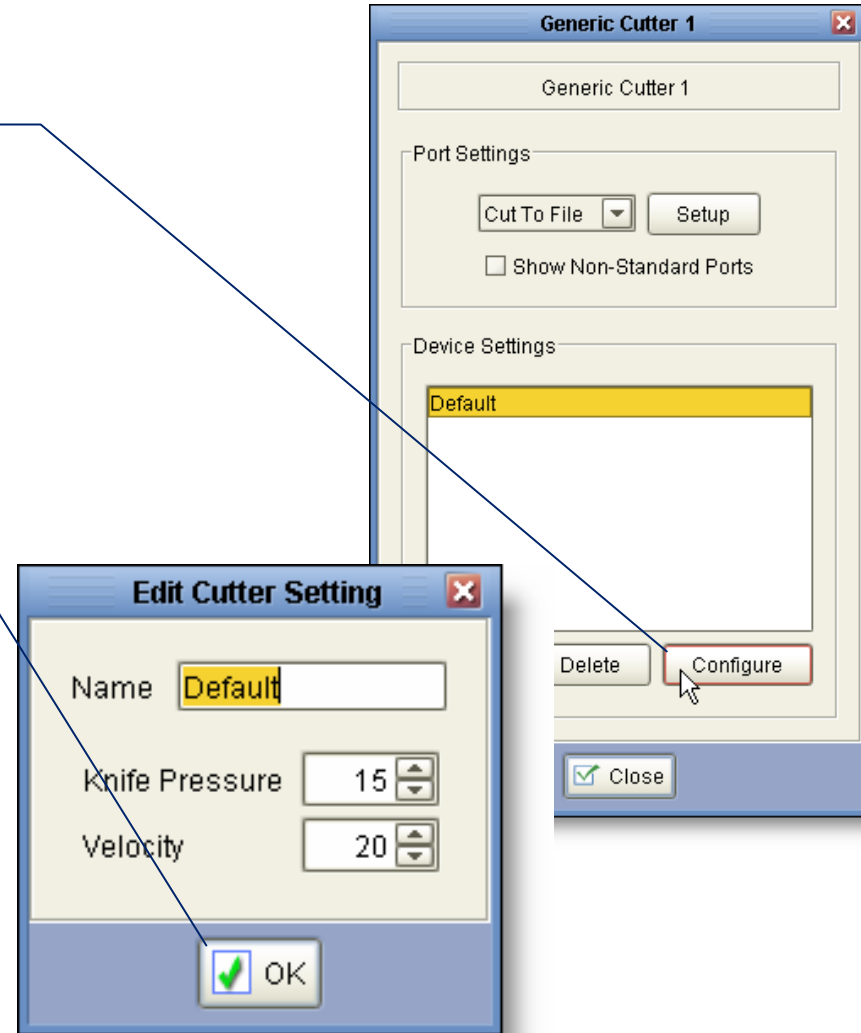 Generic Cutter 1
Generic Cutter 1
Port Settings
Cut To File Setup
Show Non-Standard Ports
Device Settings
Default
Delete Configure
Close
Edit Cutter Setting
Name Default
Knife Pressure 15
Velocity 20
OK